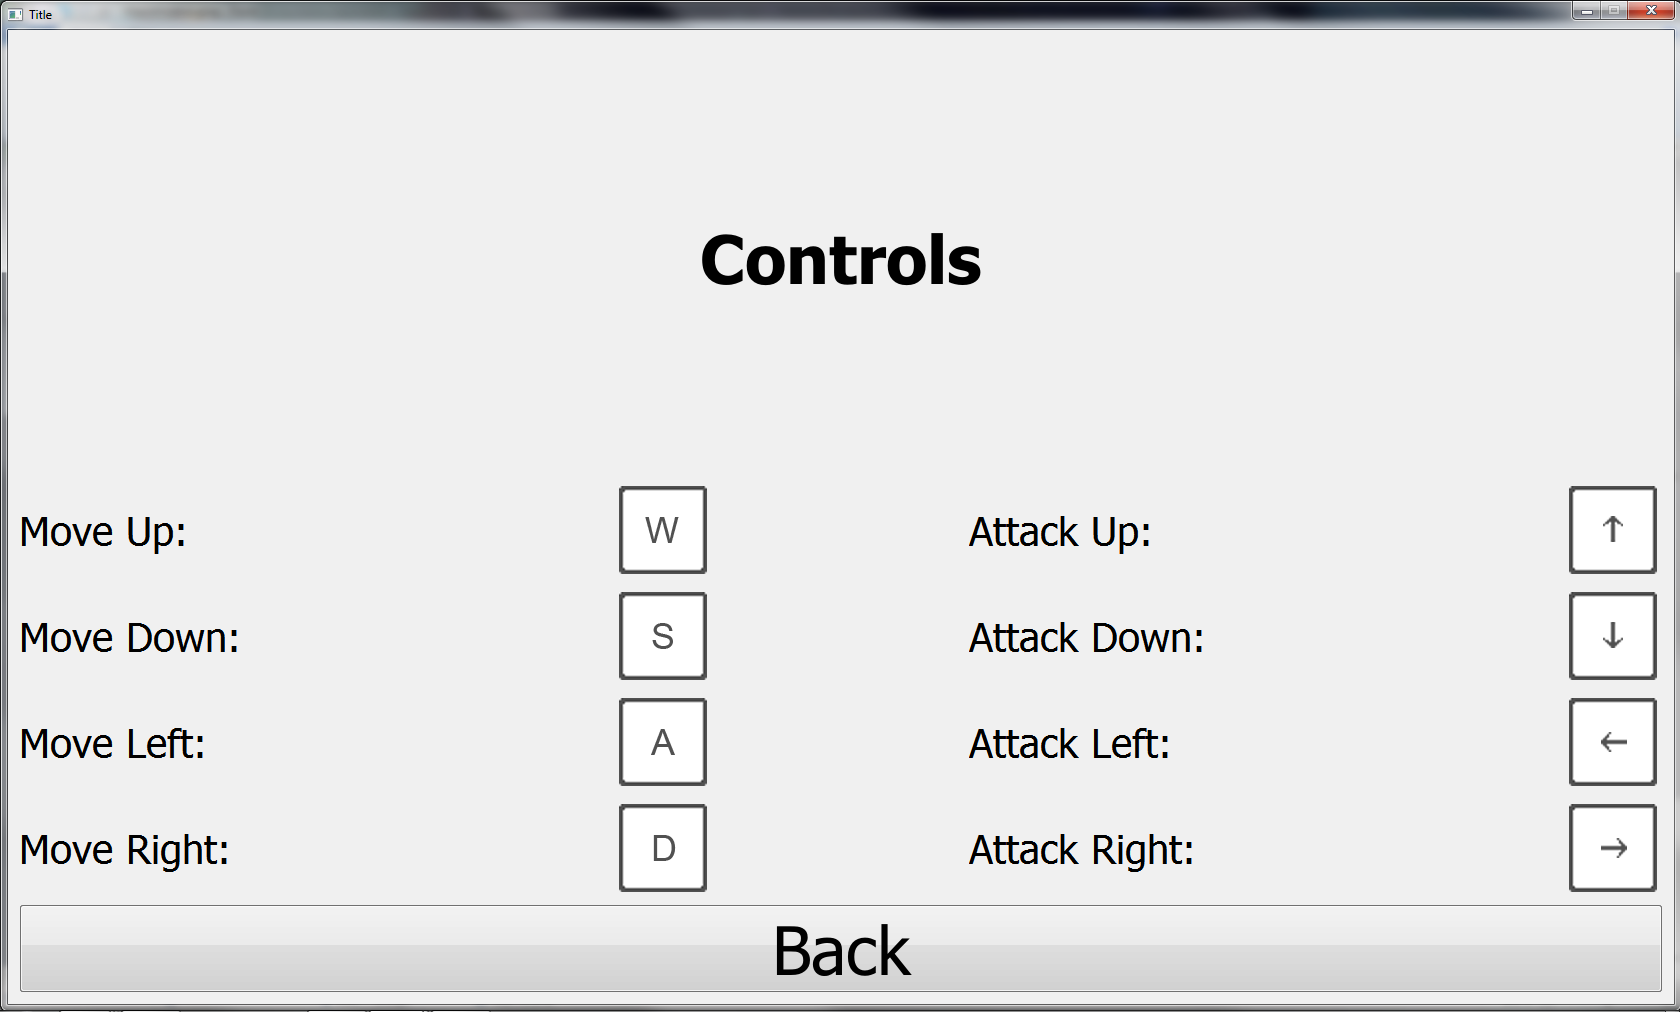 Title
Controls
Move Up: W Attack Up: ↑
Move Down: S Attack Down: ↓
Move Left: A Attack Left: ←
Move Right: D Attack Right: →
Back